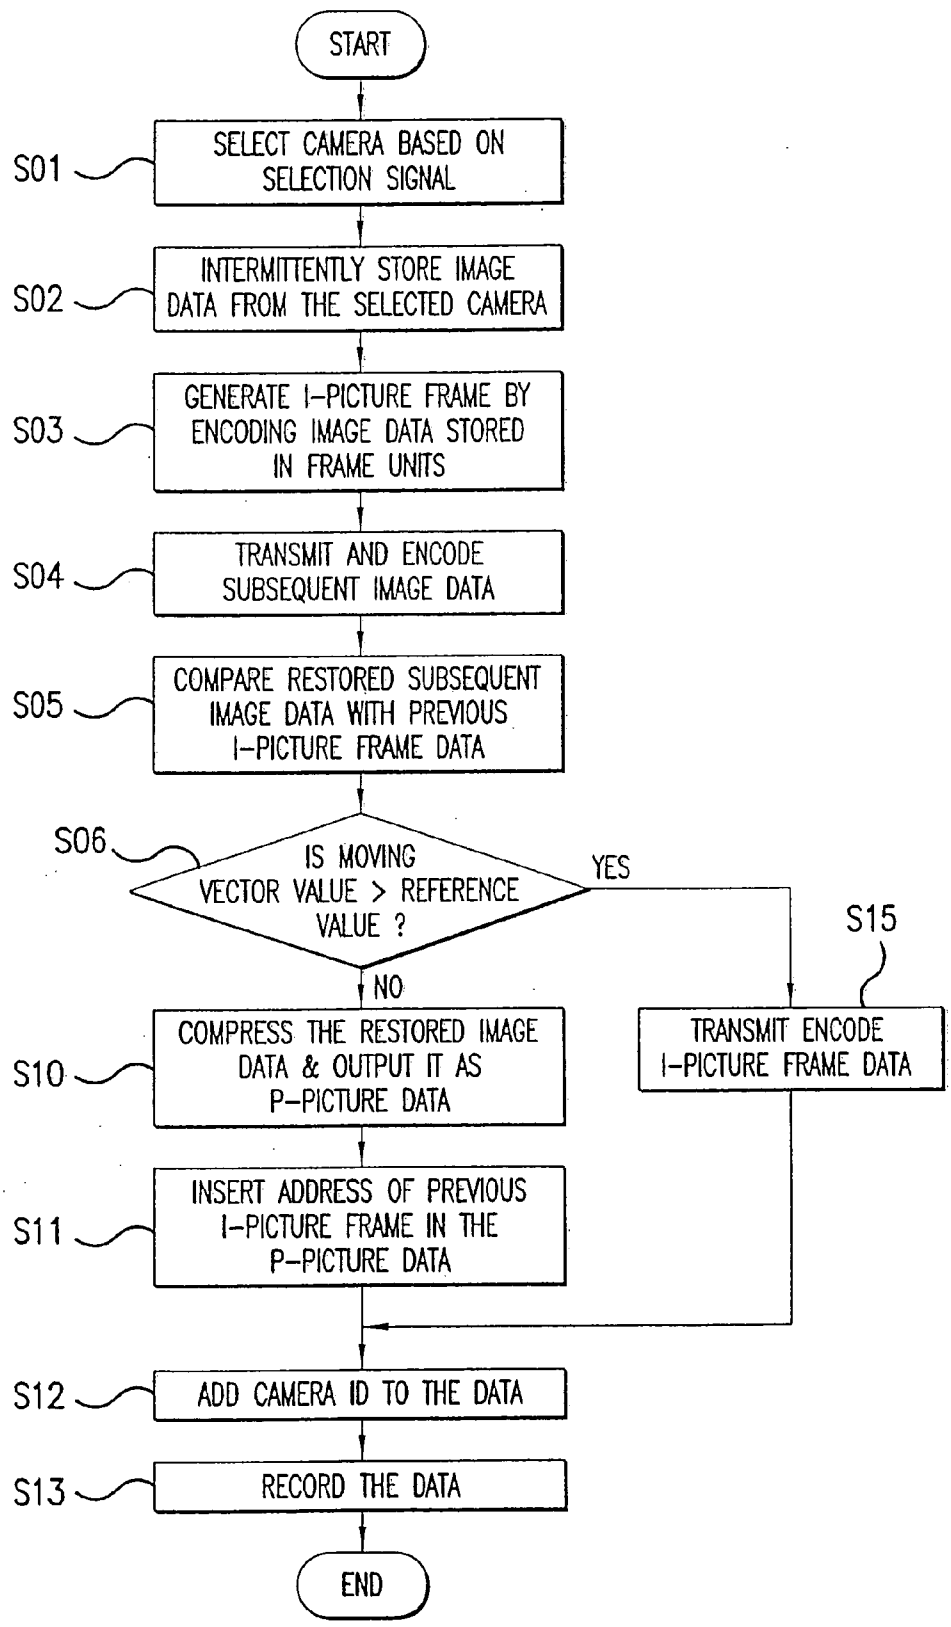 START
S01
SELECT CAMERA BASED ON
SELECTION SIGNAL
S02
INTERMITTENTLY STORE IMAGE
DATA FROM THE SELECTED CAMERA
S03
GENERATE I-PICTURE FRAME BY
ENCODING IMAGE DATA STORED
IN FRAME UNITS
S04
TRANSMIT AND ENCODE
SUBSEQUENT IMAGE DATA
S05
COMPARE RESTORED SUBSEQUENT
IMAGE DATA WITH PREVIOUS
I-PICTURE FRAME DATA
S06
IS MOVING
VECTOR VALUE > REFERENCE
VALUE ?
YES
NO
S15
TRANSMIT ENCODE
I-PICTURE FRAME DATA
S10
COMPRESS THE RESTORED IMAGE
DATA & OUTPUT IT AS
P-PICTURE DATA
S11
INSERT ADDRESS OF PREVIOUS
I-PICTURE FRAME IN THE
P-PICTURE DATA
S12
ADD CAMERA ID TO THE DATA
S13
RECORD THE DATA
END